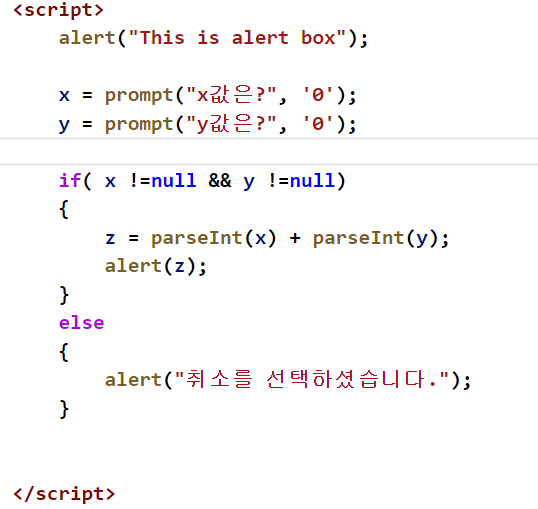 <script>
alert("This is alert box");
x = prompt("x값은?", '0');
y = prompt("y값은?", '0');
if( x !=null && y !=null)
{
z = parseInt(x) + parseInt(y);
alert(z);
}
else
{
alert("취소를 선택하셨습니다.");
}
</script>